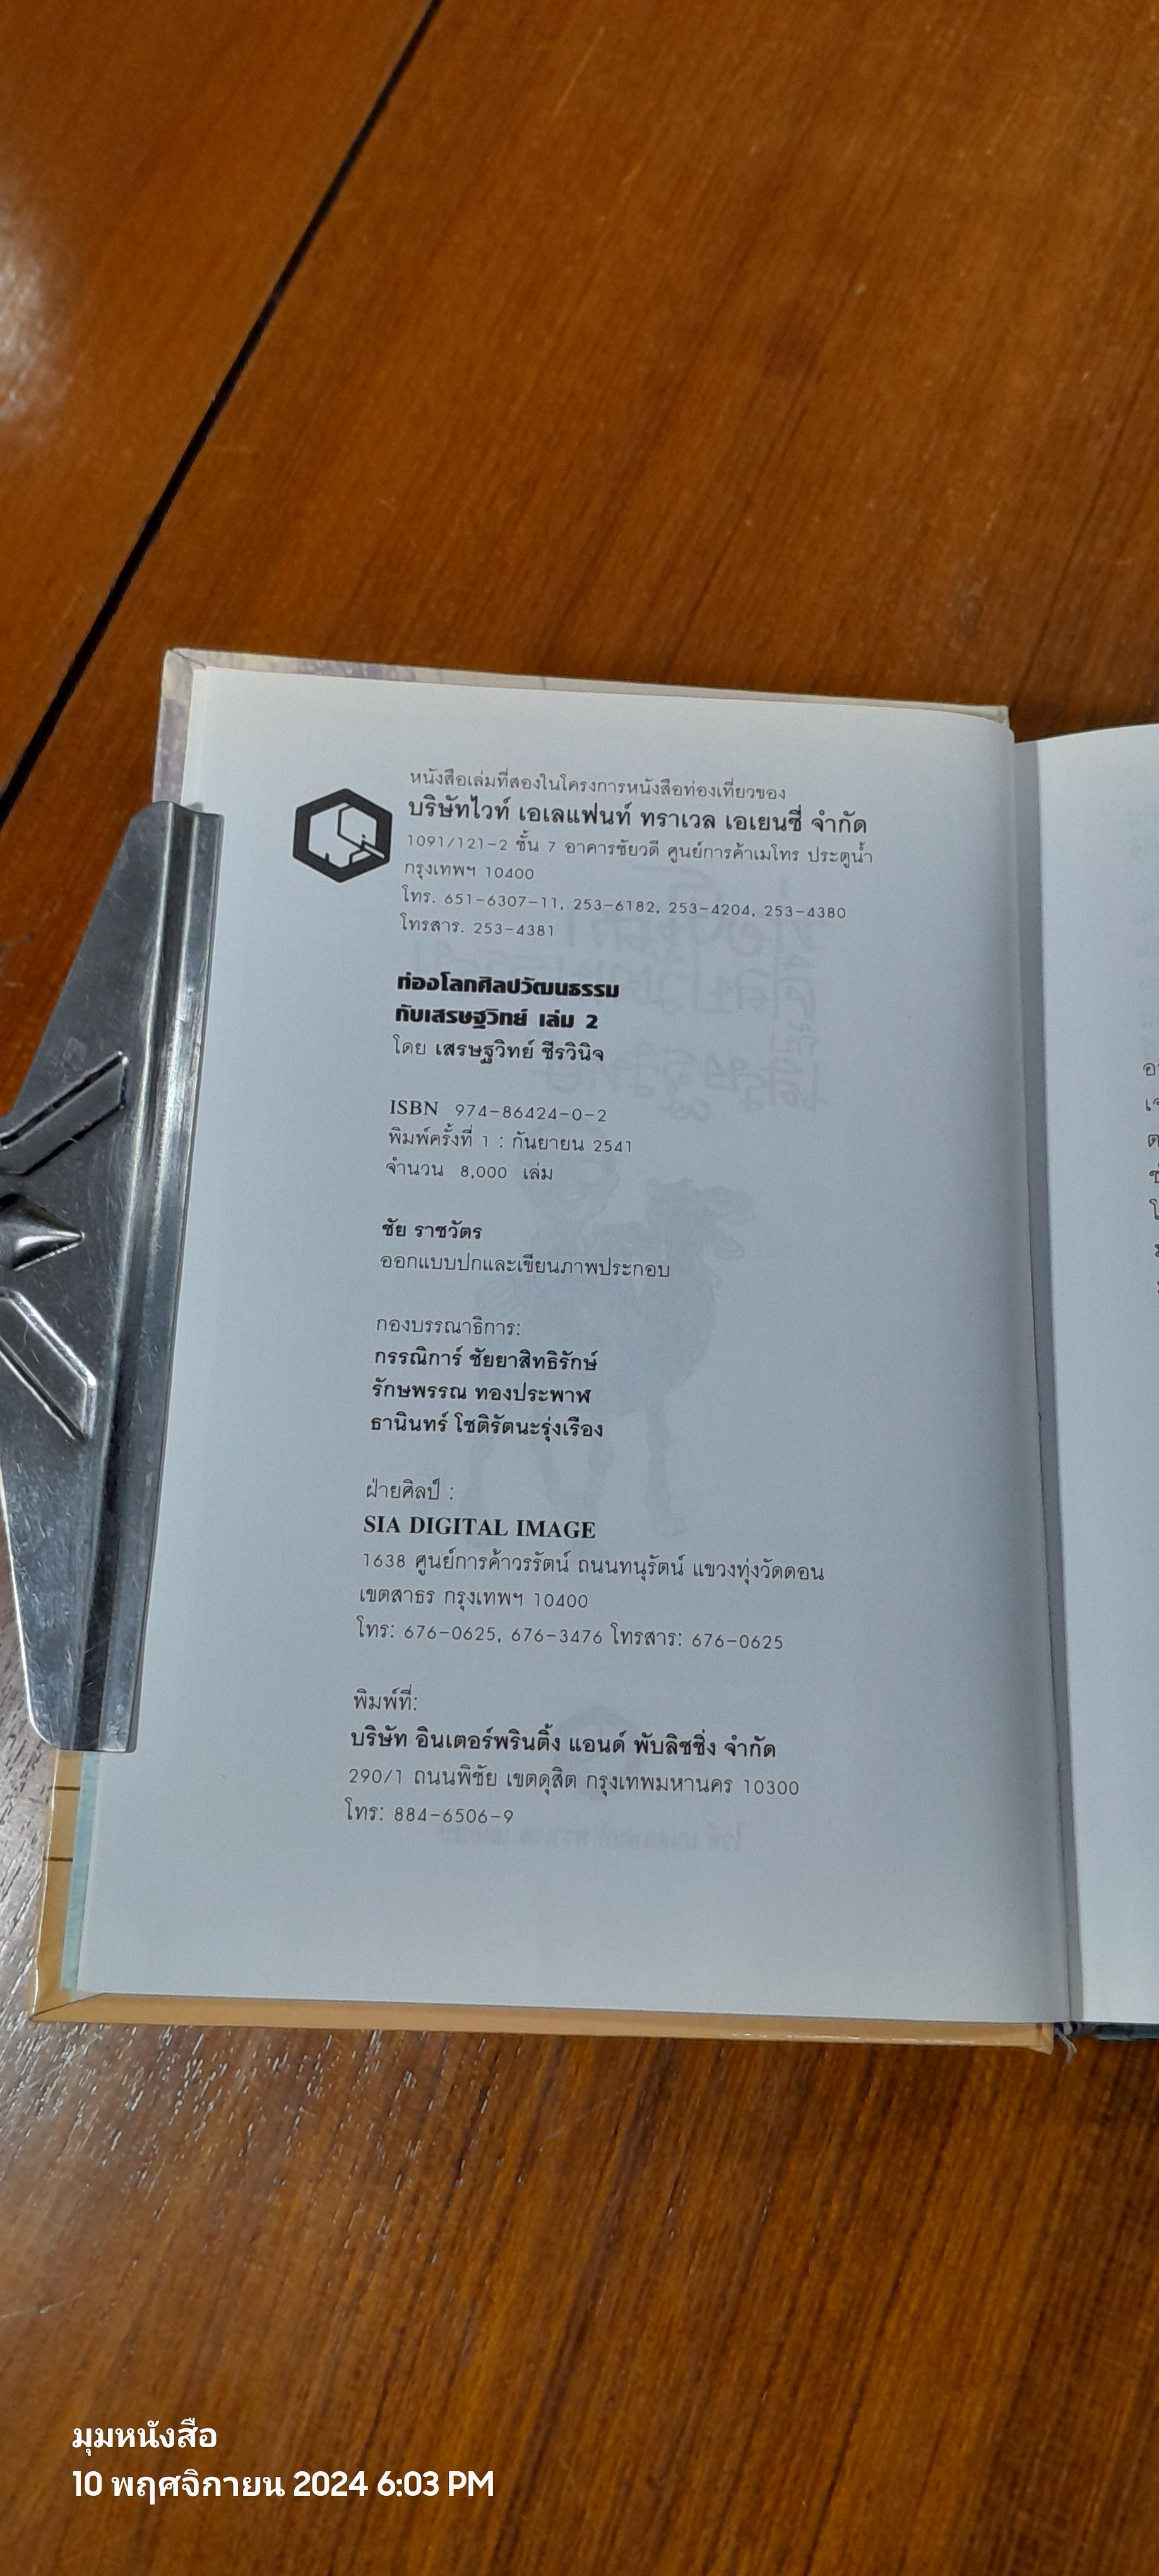 หนังสือเล่มที่สองในโครงการหนังสือท่องเที่ยวของ
บริษัทไวท์ เอเลแฟนท์ ทราเวล เอเยนซี่ จำกัด
1091/121-2 ชั้น 7 อาคารชัยวดี ศูนย์การค้าเมโทร ประตูน้ำ
กรุงเทพฯ 10400
โทร. 651-6307-11, 253-6182, 253-4204, 253-4380
โทรสาร. 253-4381
ท่องโลกศิลปวัฒนธรรม
กับเสรษฐวิทย์ เล่ม 2
โดย เสรษฐวิทย์ ชีรวินิจ
ISBN 974-86424-0-2
พิมพ์ครั้งที่ 1 : กันยายน 2541
จำนวน 8,000 เล่ม
ชัย ราชวัตร
ออกแบบปกและเขียนภาพประกอบ
กองบรรณาธิการ:
กรรณิการ์ ชัยยาสิทธิรักษ์
รักษพรรณ ทองประพาฬ
ธานินทร์ โชติรัตนะรุ่งเรือง
ฝ่ายศิลป์ :
SIA DIGITAL IMAGE
1638 ศูนย์การค้าวรรัตน์ ถนนทนุรัตน์ แขวงทุ่งวัดดอน
เขตสาธร กรุงเทพฯ 10400
โทร: 676-0625, 676-3476 โทรสาร: 676-0625
พิมพ์ที่:
บริษัท อินเตอร์พรินติ้ง แอนด์ พับลิชชิ่ง จำกัด
290/1 ถนนพิชัย เขตดุสิต กรุงเทพมหานคร 10300
โทร: 884-6506-9
มุมหนังสือ
10 พฤศจิกายน 2024 6:03 PM